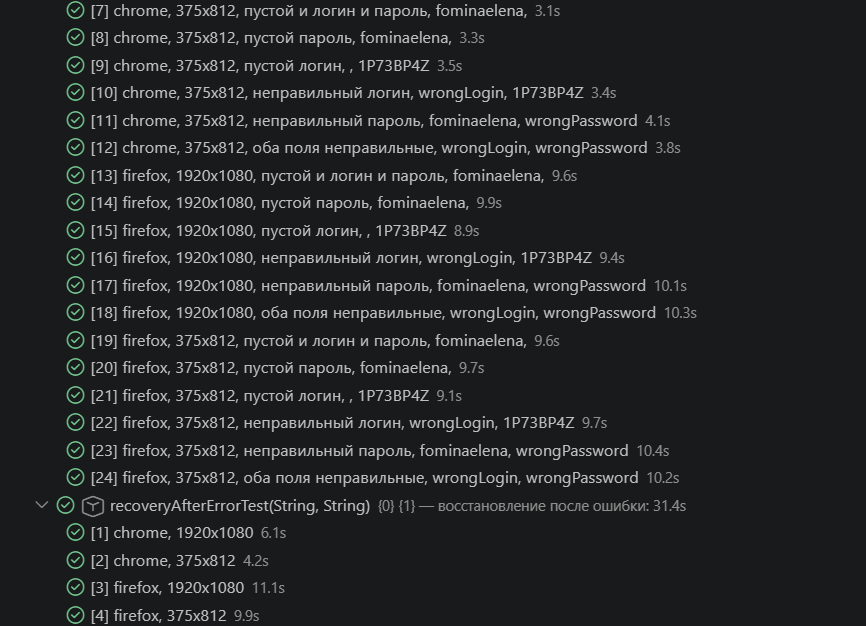 [7] chrome, 375x812, пустой и логин и пароль, fominaelena, 3.1s
[8] chrome, 375x812, пустой пароль, fominaelena, 3.3s
[9] chrome, 375x812, пустой логин, , 1P73BP4Z 3.5s
[10] chrome, 375x812, неправильный логин, wrongLogin, 1P73BP4Z 3.4s
[11] chrome, 375x812, неправильный пароль, fominaelena, wrongPassword 4.1s
[12] chrome, 375x812, оба поля неправильные, wrongLogin, wrongPassword 3.8s
[13] firefox, 1920x1080, пустой и логин и пароль, fominaelena, 9.6s
[14] firefox, 1920x1080, пустой пароль, fominaelena, 9.9s
[15] firefox, 1920x1080, пустой логин, , 1P73BP4Z 8.9s
[16] firefox, 1920x1080, неправильный логин, wrongLogin, 1P73BP4Z 9.4s
[17] firefox, 1920x1080, неправильный пароль, fominaelena, wrongPassword 10.1s
[18] firefox, 1920x1080, оба поля неправильные, wrongLogin, wrongPassword 10.3s
[19] firefox, 375x812, пустой и логин и пароль, fominaelena, 9.6s
[20] firefox, 375x812, пустой пароль, fominaelena, 9.7s
[21] firefox, 375x812, пустой логин, , 1P73BP4Z 9.1s
[22] firefox, 375x812, неправильный логин, wrongLogin, 1P73BP4Z 9.7s
[23] firefox, 375x812, неправильный пароль, fominaelena, wrongPassword 10.4s
[24] firefox, 375x812, оба поля неправильные, wrongLogin, wrongPassword 10.2s
recoveryAfterErrorTest(String, String) {0} {1} — восстановление после ошибки: 31.4s
[1] chrome, 1920x1080 6.1s
[2] chrome, 375x812 4.2s
[3] firefox, 1920x1080 11.1s
[4] firefox, 375x812 9.9s